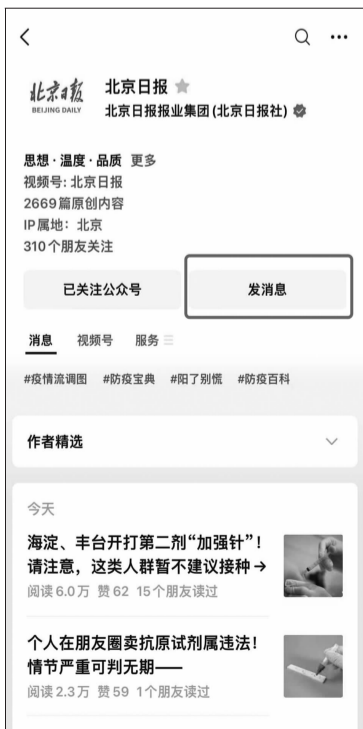 北京日报
北京日报
BEIJING DAILY
北京日报报业集团(北京日报社)
思想·温度·品质 更多
视频号: 北京日报
2669篇原创内容
IP属地: 北京
310个朋友关注
已关注公众号 发消息
消息 视频号 服务
#疫情流调图 #防疫宝典 #阳了别慌 #防疫百科
作者精选
今天
海淀、丰台开打第二剂“加强针”!
请注意，这类人群暂不建议接种→
阅读6.0万 赞62 15个朋友读过
个人在朋友圈卖抗原试剂属违法!
情节严重可判无期——
阅读2.3万 赞59 1个朋友读过